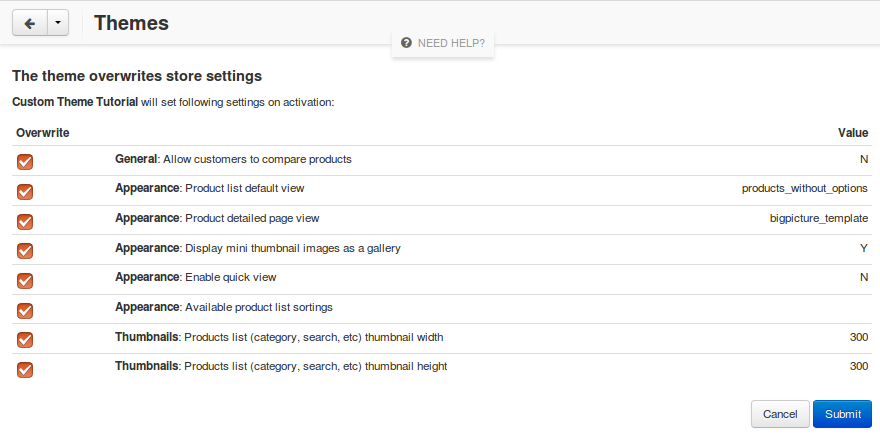 Themes
NEED HELP?
The theme overwrites store settings
Custom Theme Tutorial will set following settings on activation:
Overwrite Value
General: Allow customers to compare products N
Appearance: Product list default view products_without_options
Appearance: Product detailed page view bigpicture_template
Appearance: Display mini thumbnail images as a gallery Y
Appearance: Enable quick view N
Appearance: Available product list sortings
Thumbnails: Products list (category, search, etc) thumbnail width 300
Thumbnails: Products list (category, search, etc) thumbnail height 300
Cancel Submit